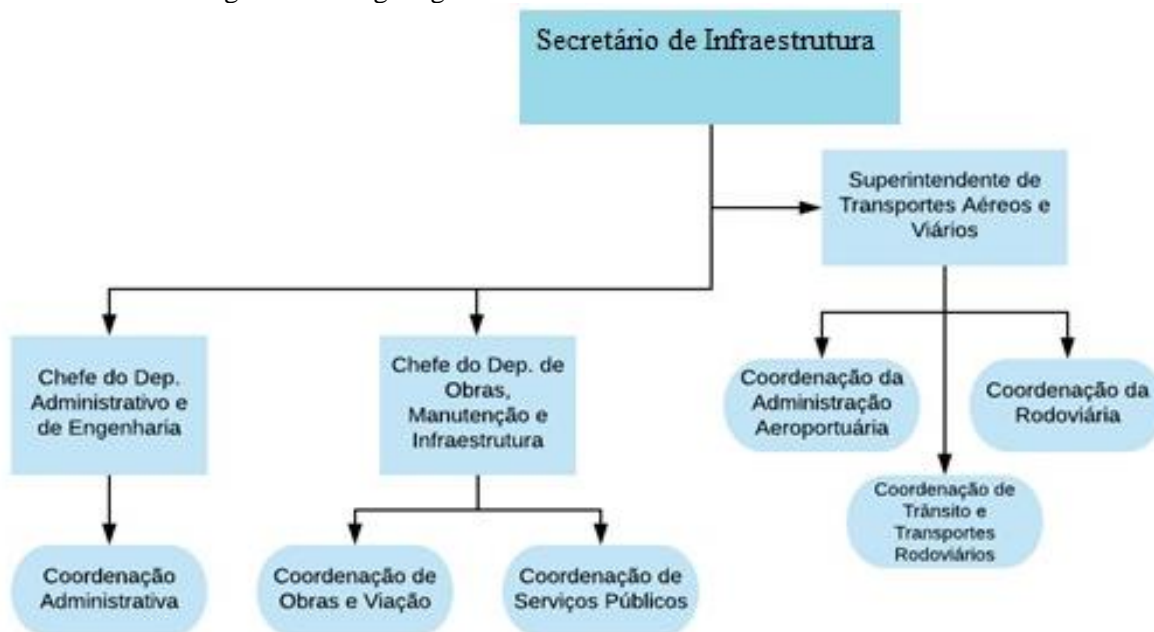 Secretário de Infraestrutura
Superintendente de
Transportes Aéreos e
Viários
Chefe do Dep.
Administrativo e
de Engenharia
Chefe do Dep. de
Obras,
Manutenção e
Infraestrutura
Coordenação da
Administração
Aeroportuária
Coordenação da
Rodoviária
Coordenação de
Trânsito e
Transportes
Rodoviários
Coordenação
Administrativa
Coordenação de
Obras e Viação
Coordenação de
Serviços Públicos